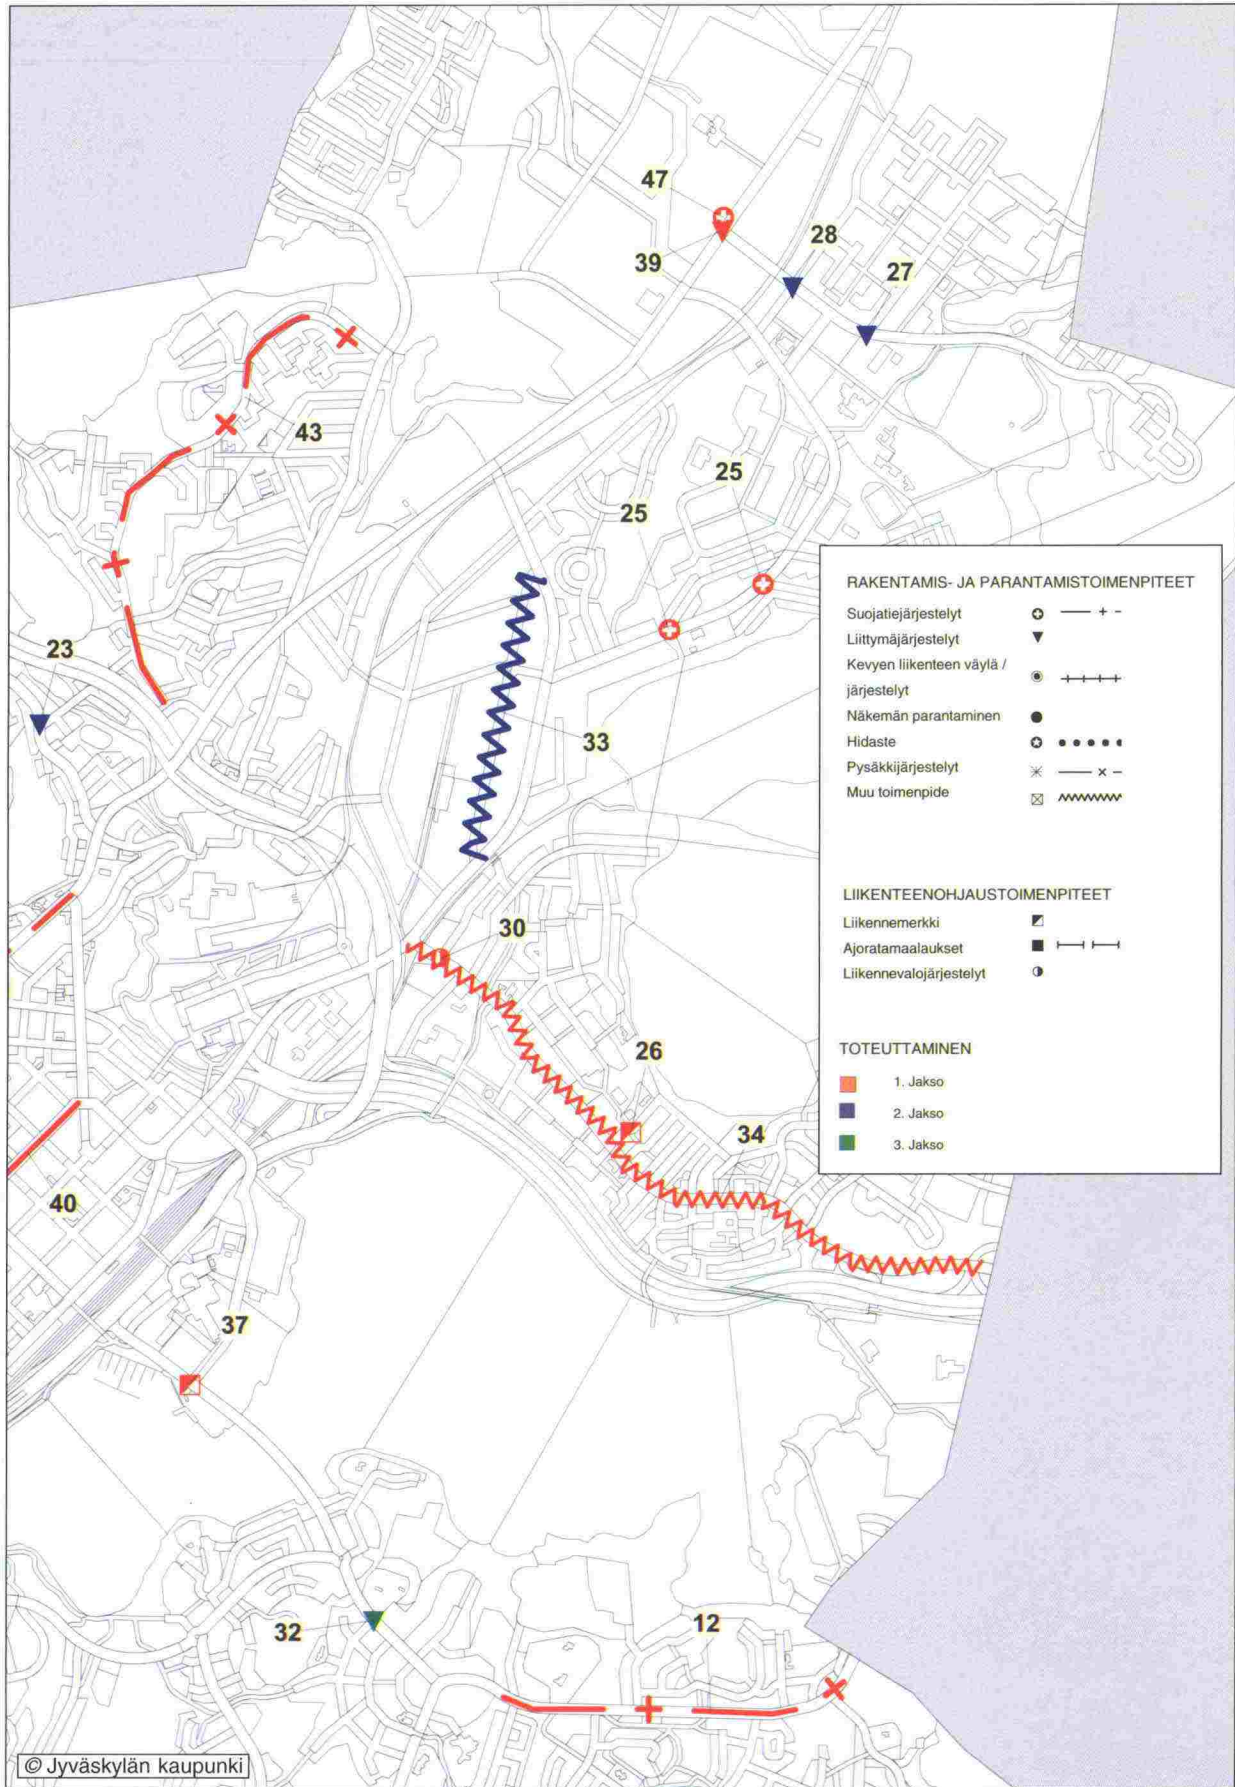 47
28
39
27
43
25
25
23
33
30
26
34
40
37
32
12
RAKENTAMIS- JA PARANTAMISTOIMENPITEET
Suojatiejärjestelyt
Liittymäjärjestelyt
Kevyen liikenteen väylä /
järjestelyt
Näkemän parantaminen
Hidaste
Pysäkkijärjestelyt
Muu toimenpide
LIIKENTEENOHJAUSTOIMENPITEET
Liikennemerkki
Ajoratamaalaukset
Liikennevalojärjestelyt
TOTEUTTAMINEN
1. Jakso
2. Jakso
3. Jakso
© Jyväskylän kaupunki